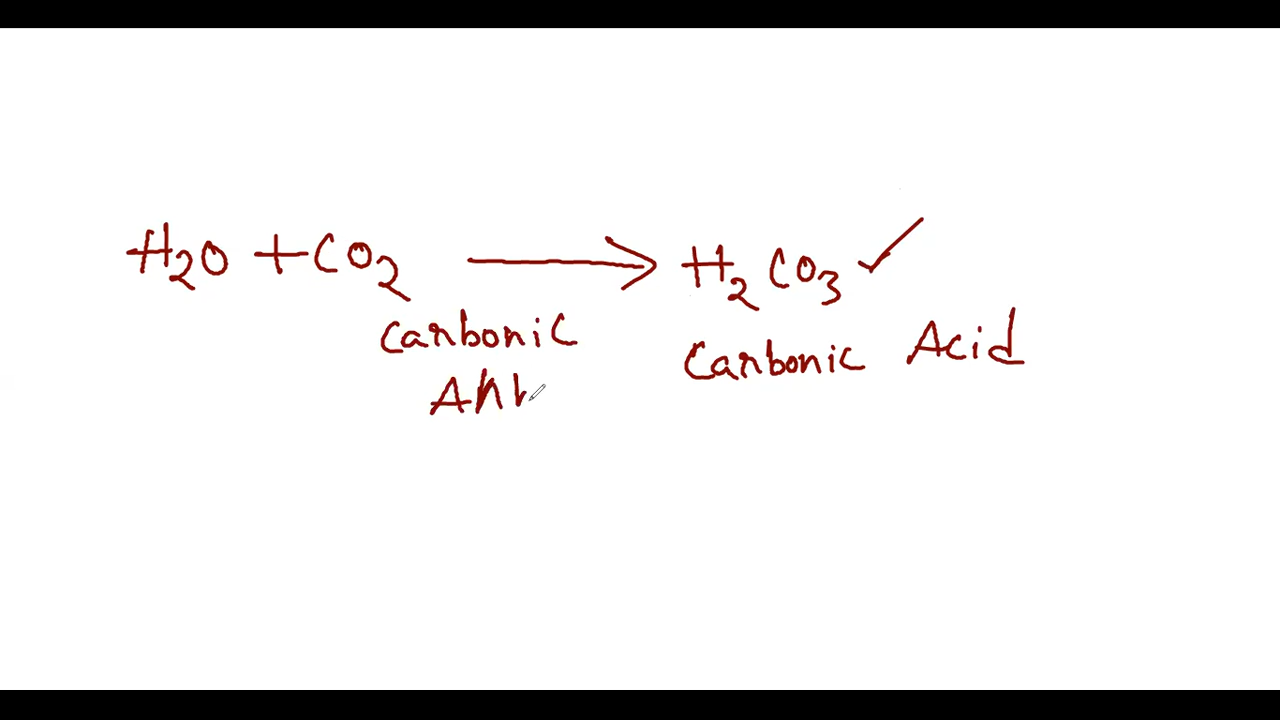 H2O + CO2 → H2CO3 ✓
Carbonic Carbonic Acid